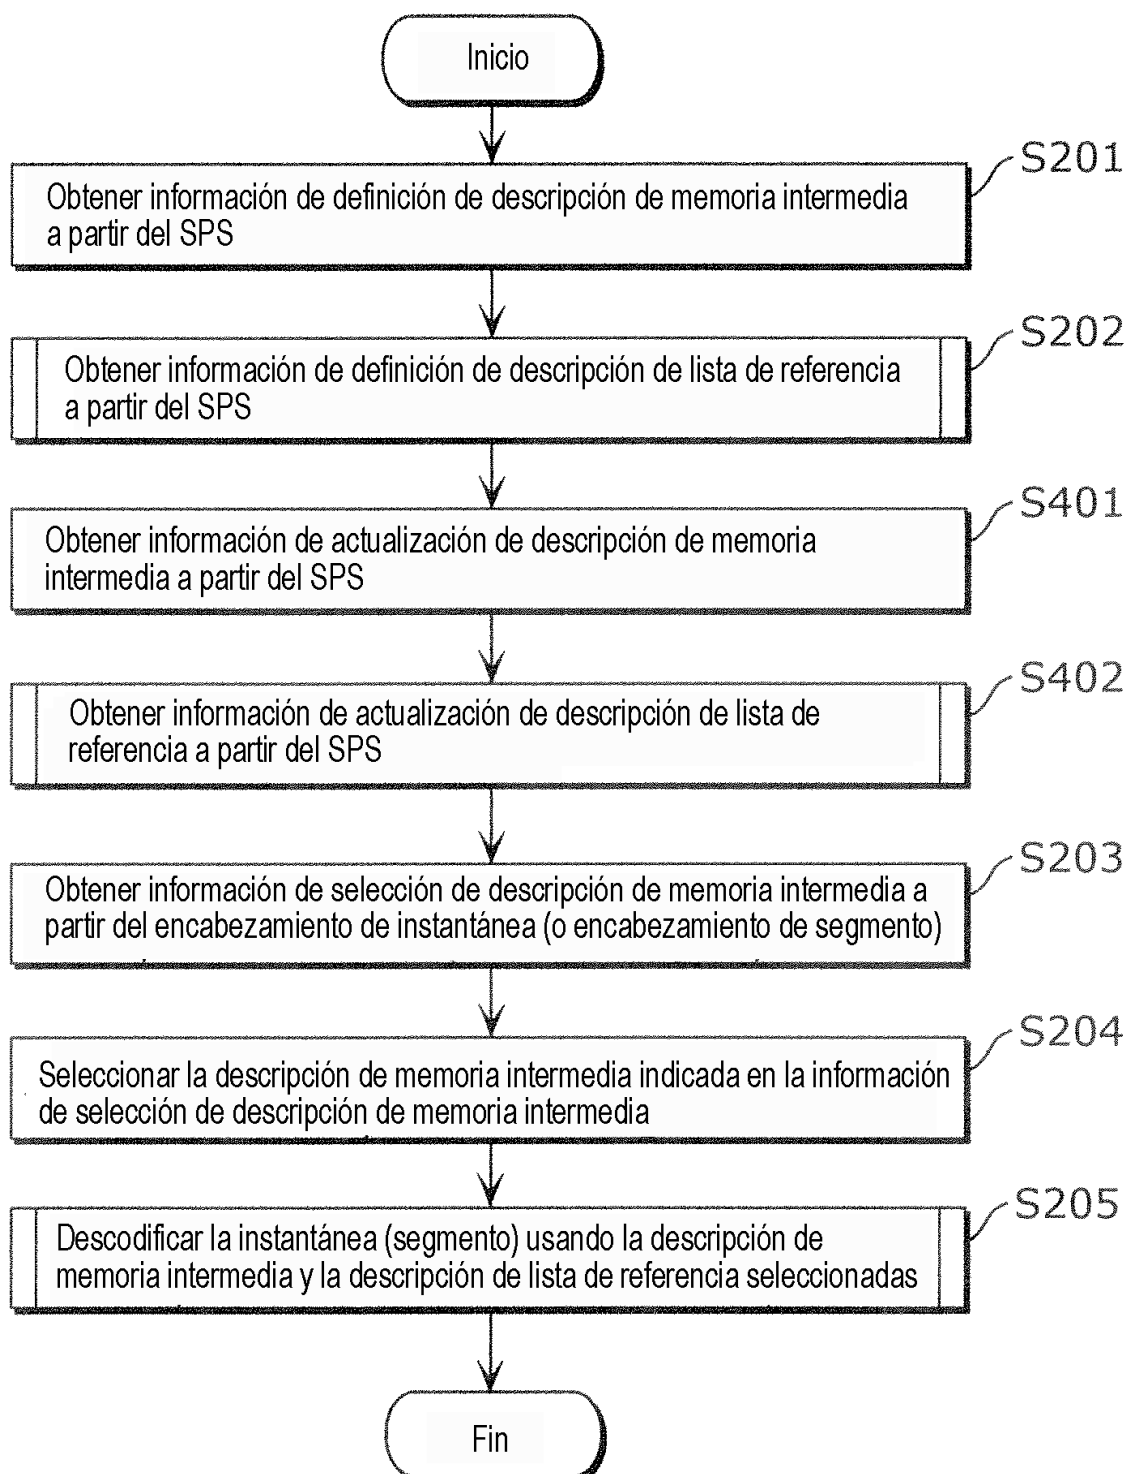 Inicio
S201
Obtener información de definición de descripción de memoria intermedia
a partir del SPS
S202
Obtener información de definición de descripción de lista de referencia
a partir del SPS
S401
Obtener información de actualización de descripción de memoria
intermedia a partir del SPS
S402
Obtener información de actualización de descripción de lista de
referencia a partir del SPS
S203
Obtener información de selección de descripción de memoria intermedia a
partir del encabezamiento de instantánea (o encabezamiento de segmento)
S204
Seleccionar la descripción de memoria intermedia indicada en la información
de selección de descripción de memoria intermedia
S205
Descodificar la instantánea (segmento) usando la descripción de
memoria intermedia y la descripción de lista de referencia seleccionadas
Fin